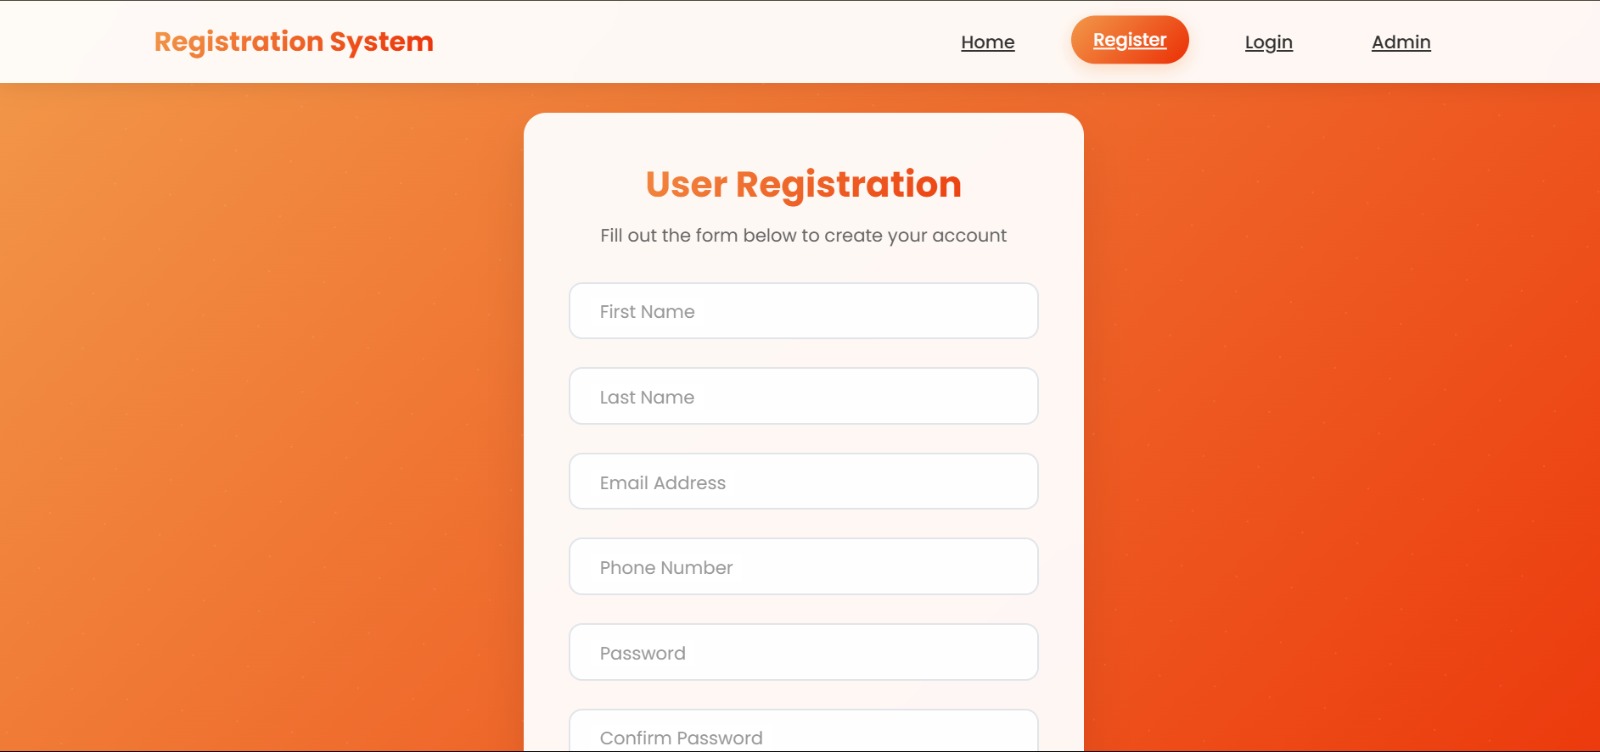 Registration System
Home
Register
Login
Admin
User Registration
Fill out the form below to create your account
First Name
Last Name
Email Address
Phone Number
Password
Confirm Password